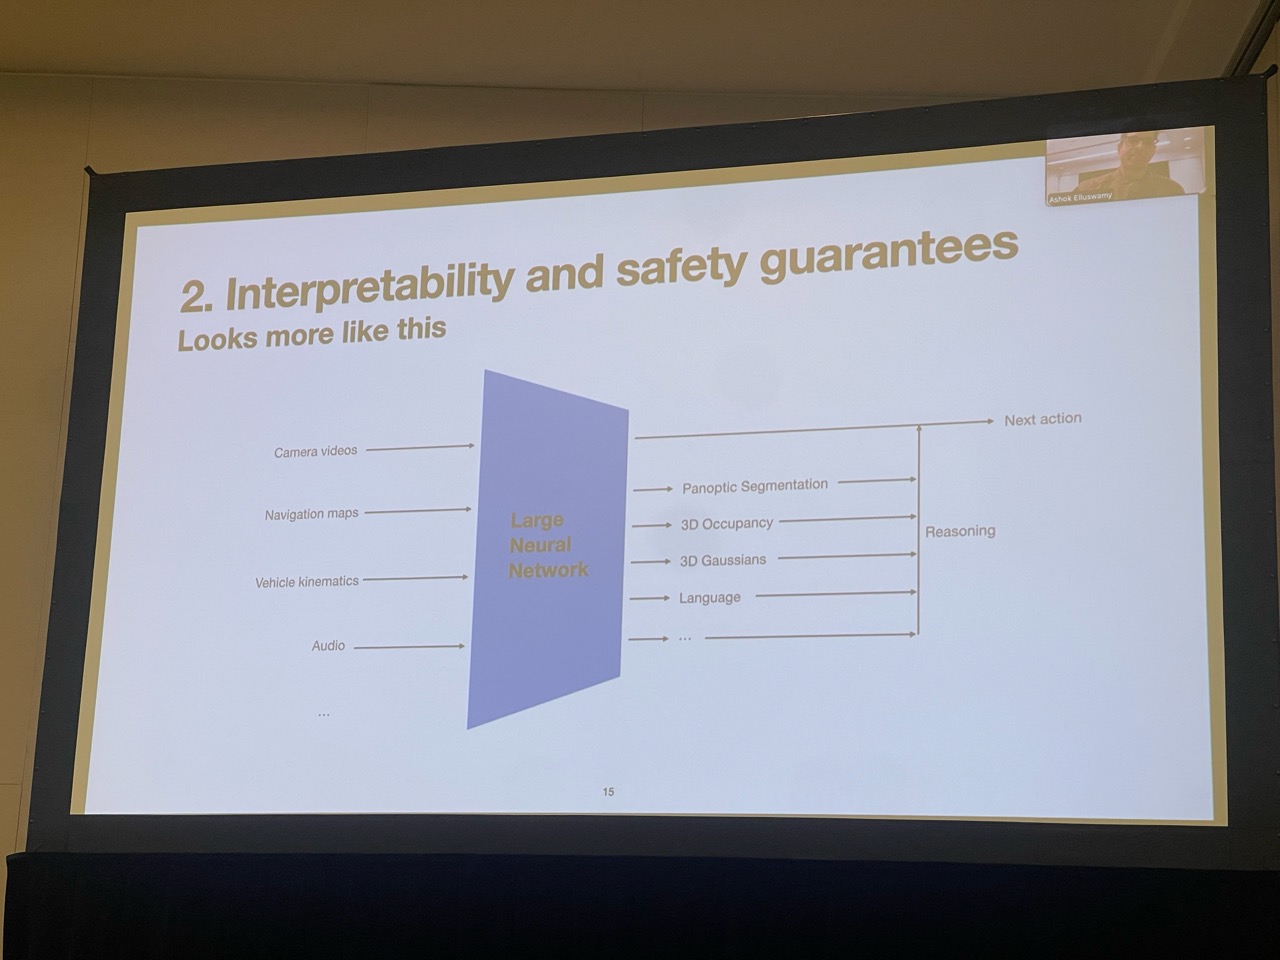 Ashok Elluswamy
2. Interpretability and safety guarantees
Looks more like this
Camera videos
Navigation maps
Vehicle kinematics
Audio
...
Large
Neural
Network
Next action
Panoptic Segmentation
3D Occupancy
3D Gaussians
Language
...
Reasoning
15